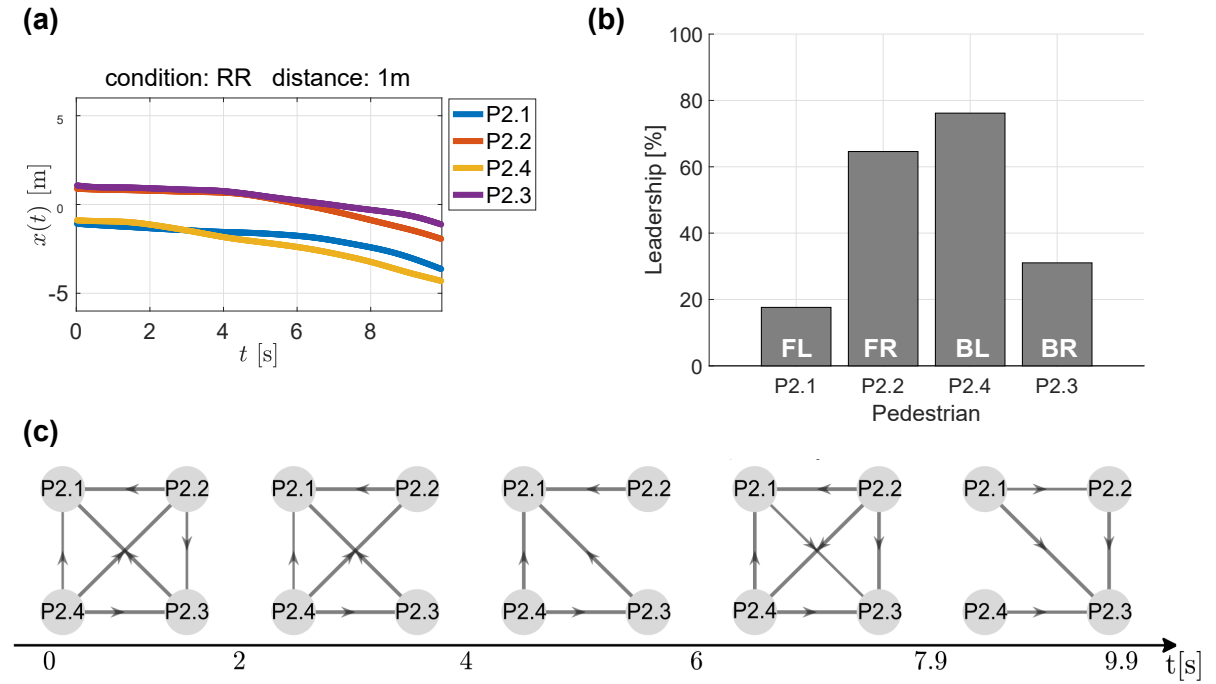 (a)
condition: RR distance: 1m
5
0
-5
x(t) [m]
0 2 4 6 8
t [s]
P2.1
P2.2
P2.4
P2.3
(b)
100
80
60
40
20
0
Leadership [%]
FL FR BL BR
P2.1 P2.2 P2.4 P2.3
Pedestrian
(c)
P2.1 P2.2 P2.1 P2.2 P2.1 P2.2 P2.1 P2.2 P2.1 P2.2
P2.4 P2.3 P2.4 P2.3 P2.4 P2.3 P2.4 P2.3 P2.4 P2.3
0 2 4 6 7.9 9.9 t[s]